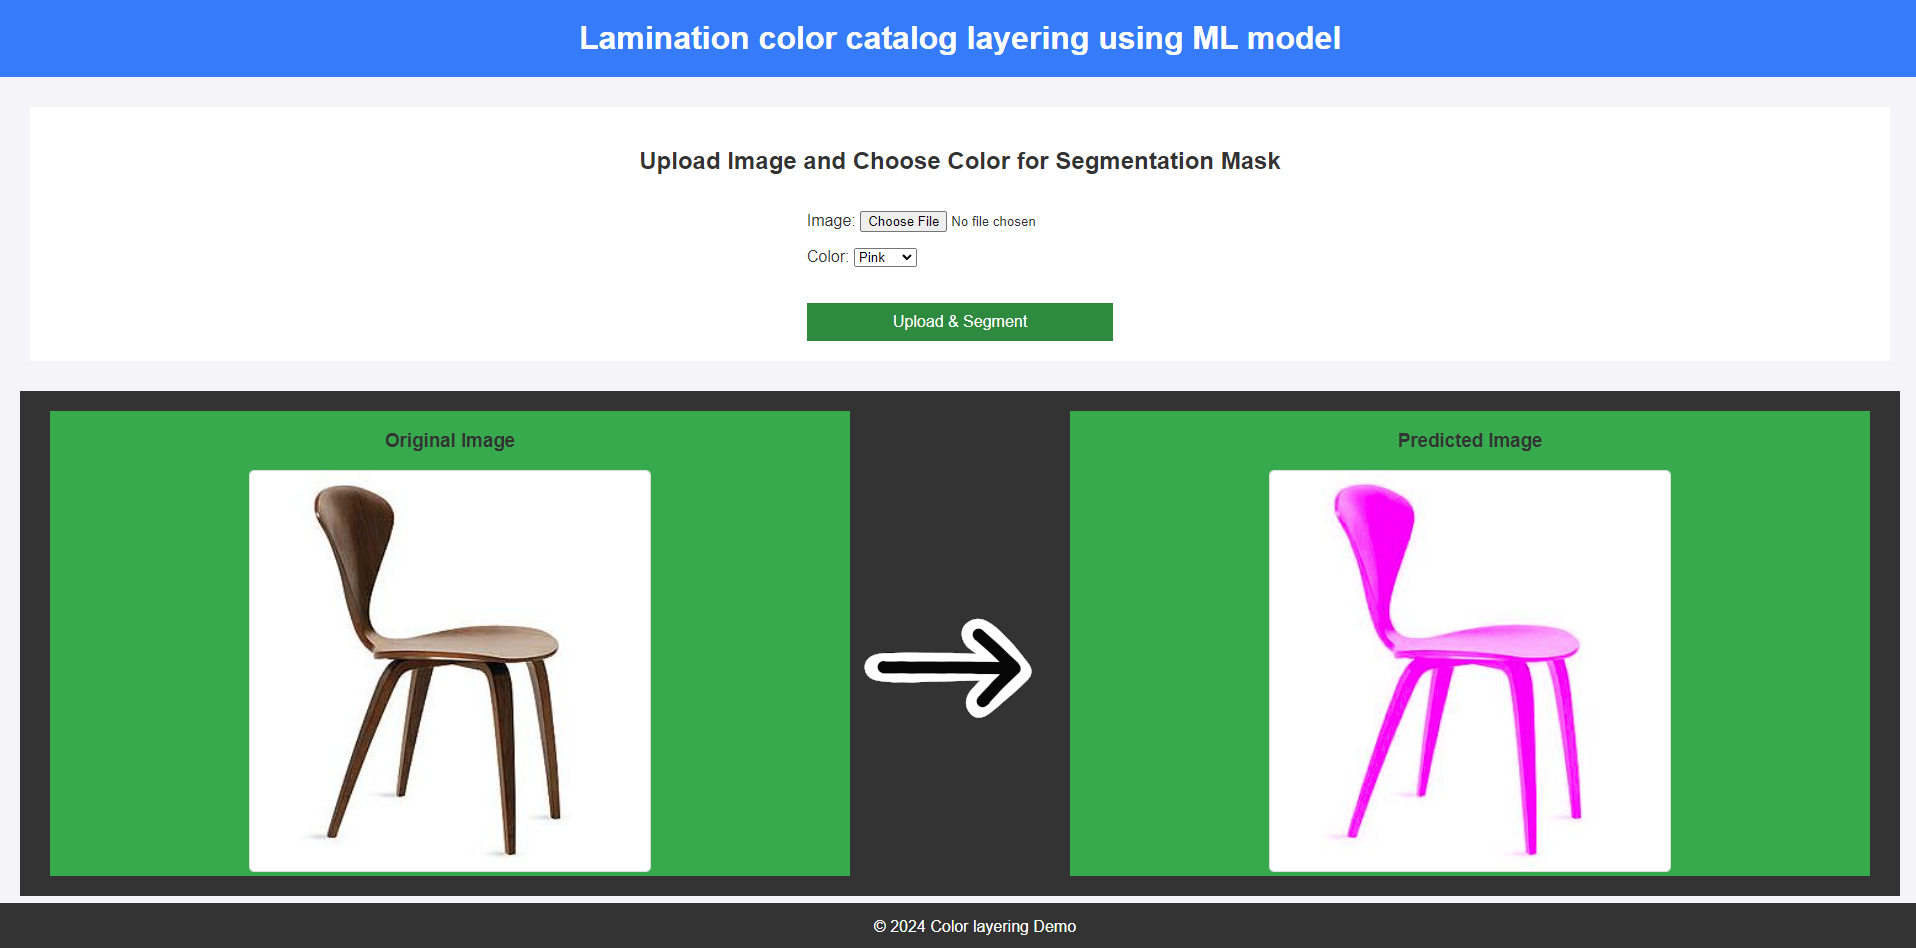 Lamination color catalog layering using ML model
Upload Image and Choose Color for Segmentation Mask
Image: Choose File No file chosen
Color: Pink
Upload & Segment
Original Image
Predicted Image
© 2024 Color layering Demo